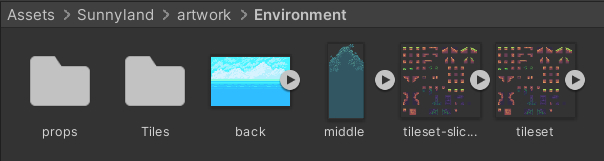 Assets > Sunnyland > artwork > Environment
props Tiles back middle tileset-slic... tileset